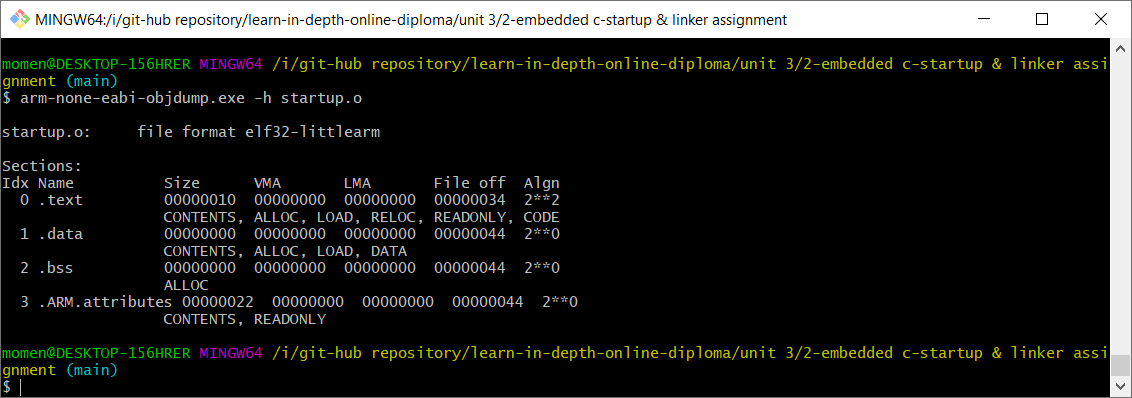 MINGW64:/i/git-hub repository/learn-in-depth-online-diploma/unit 3/2-embedded c-startup & linker assignment
momen@DESKTOP-156HRER MINGW64 /i/git-hub repository/learn-in-depth-online-diploma/unit 3/2-embedded c-startup & linker assi
gnment (main)
$ arm-none-eabi-objdump.exe -h startup.o
startup.o:     file format elf32-littlearm
Sections:
Idx Name          Size      VMA       LMA       File off  Algn
  0 .text         00000010  00000000  00000000  00000034  2**2
                  CONTENTS, ALLOC, LOAD, RELOC, READONLY, CODE
  1 .data         00000000  00000000  00000000  00000044  2**0
                  CONTENTS, ALLOC, LOAD, DATA
  2 .bss          00000000  00000000  00000000  00000044  2**0
                  ALLOC
  3 .ARM.attributes 00000022  00000000  00000000  00000044  2**0
                  CONTENTS, READONLY
momen@DESKTOP-156HRER MINGW64 /i/git-hub repository/learn-in-depth-online-diploma/unit 3/2-embedded c-startup & linker assi
gnment (main)
$